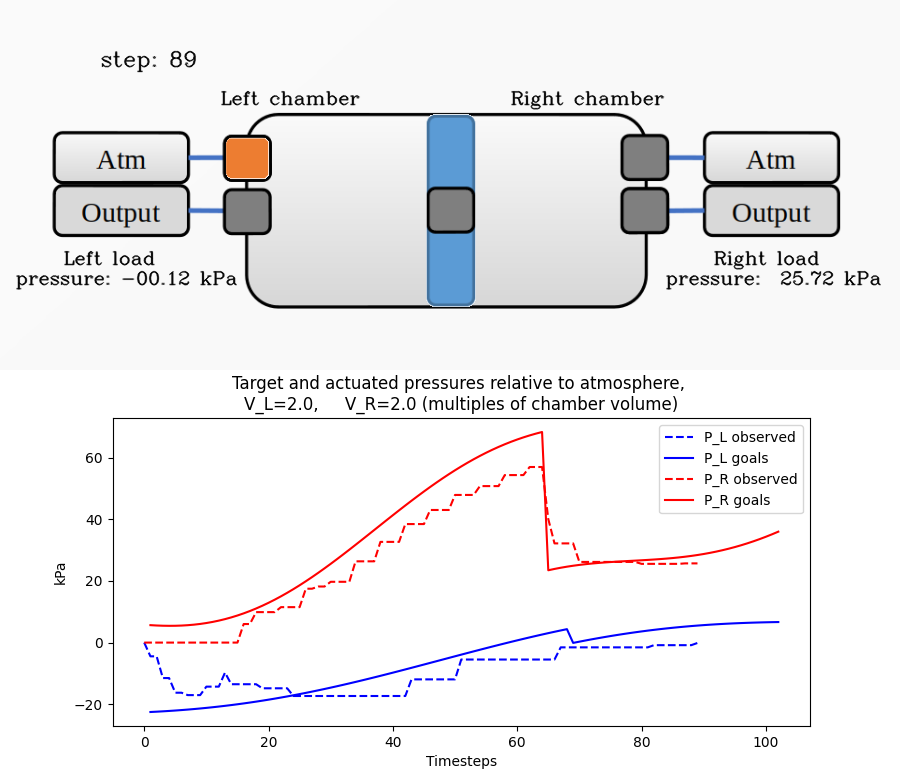 step: 89
Left chamber
Right chamber
Atm
Atm
Output
Output
Left load
pressure: -00.12 kPa
Right load
pressure: 25.72 kPa
Target and actuated pressures relative to atmosphere,
V_L=2.0, V_R=2.0 (multiples of chamber volume)
P_L observed
P_L goals
P_R observed
P_R goals
kPa
60
40
20
0
−20
0 20 40 60 80 100
Timesteps